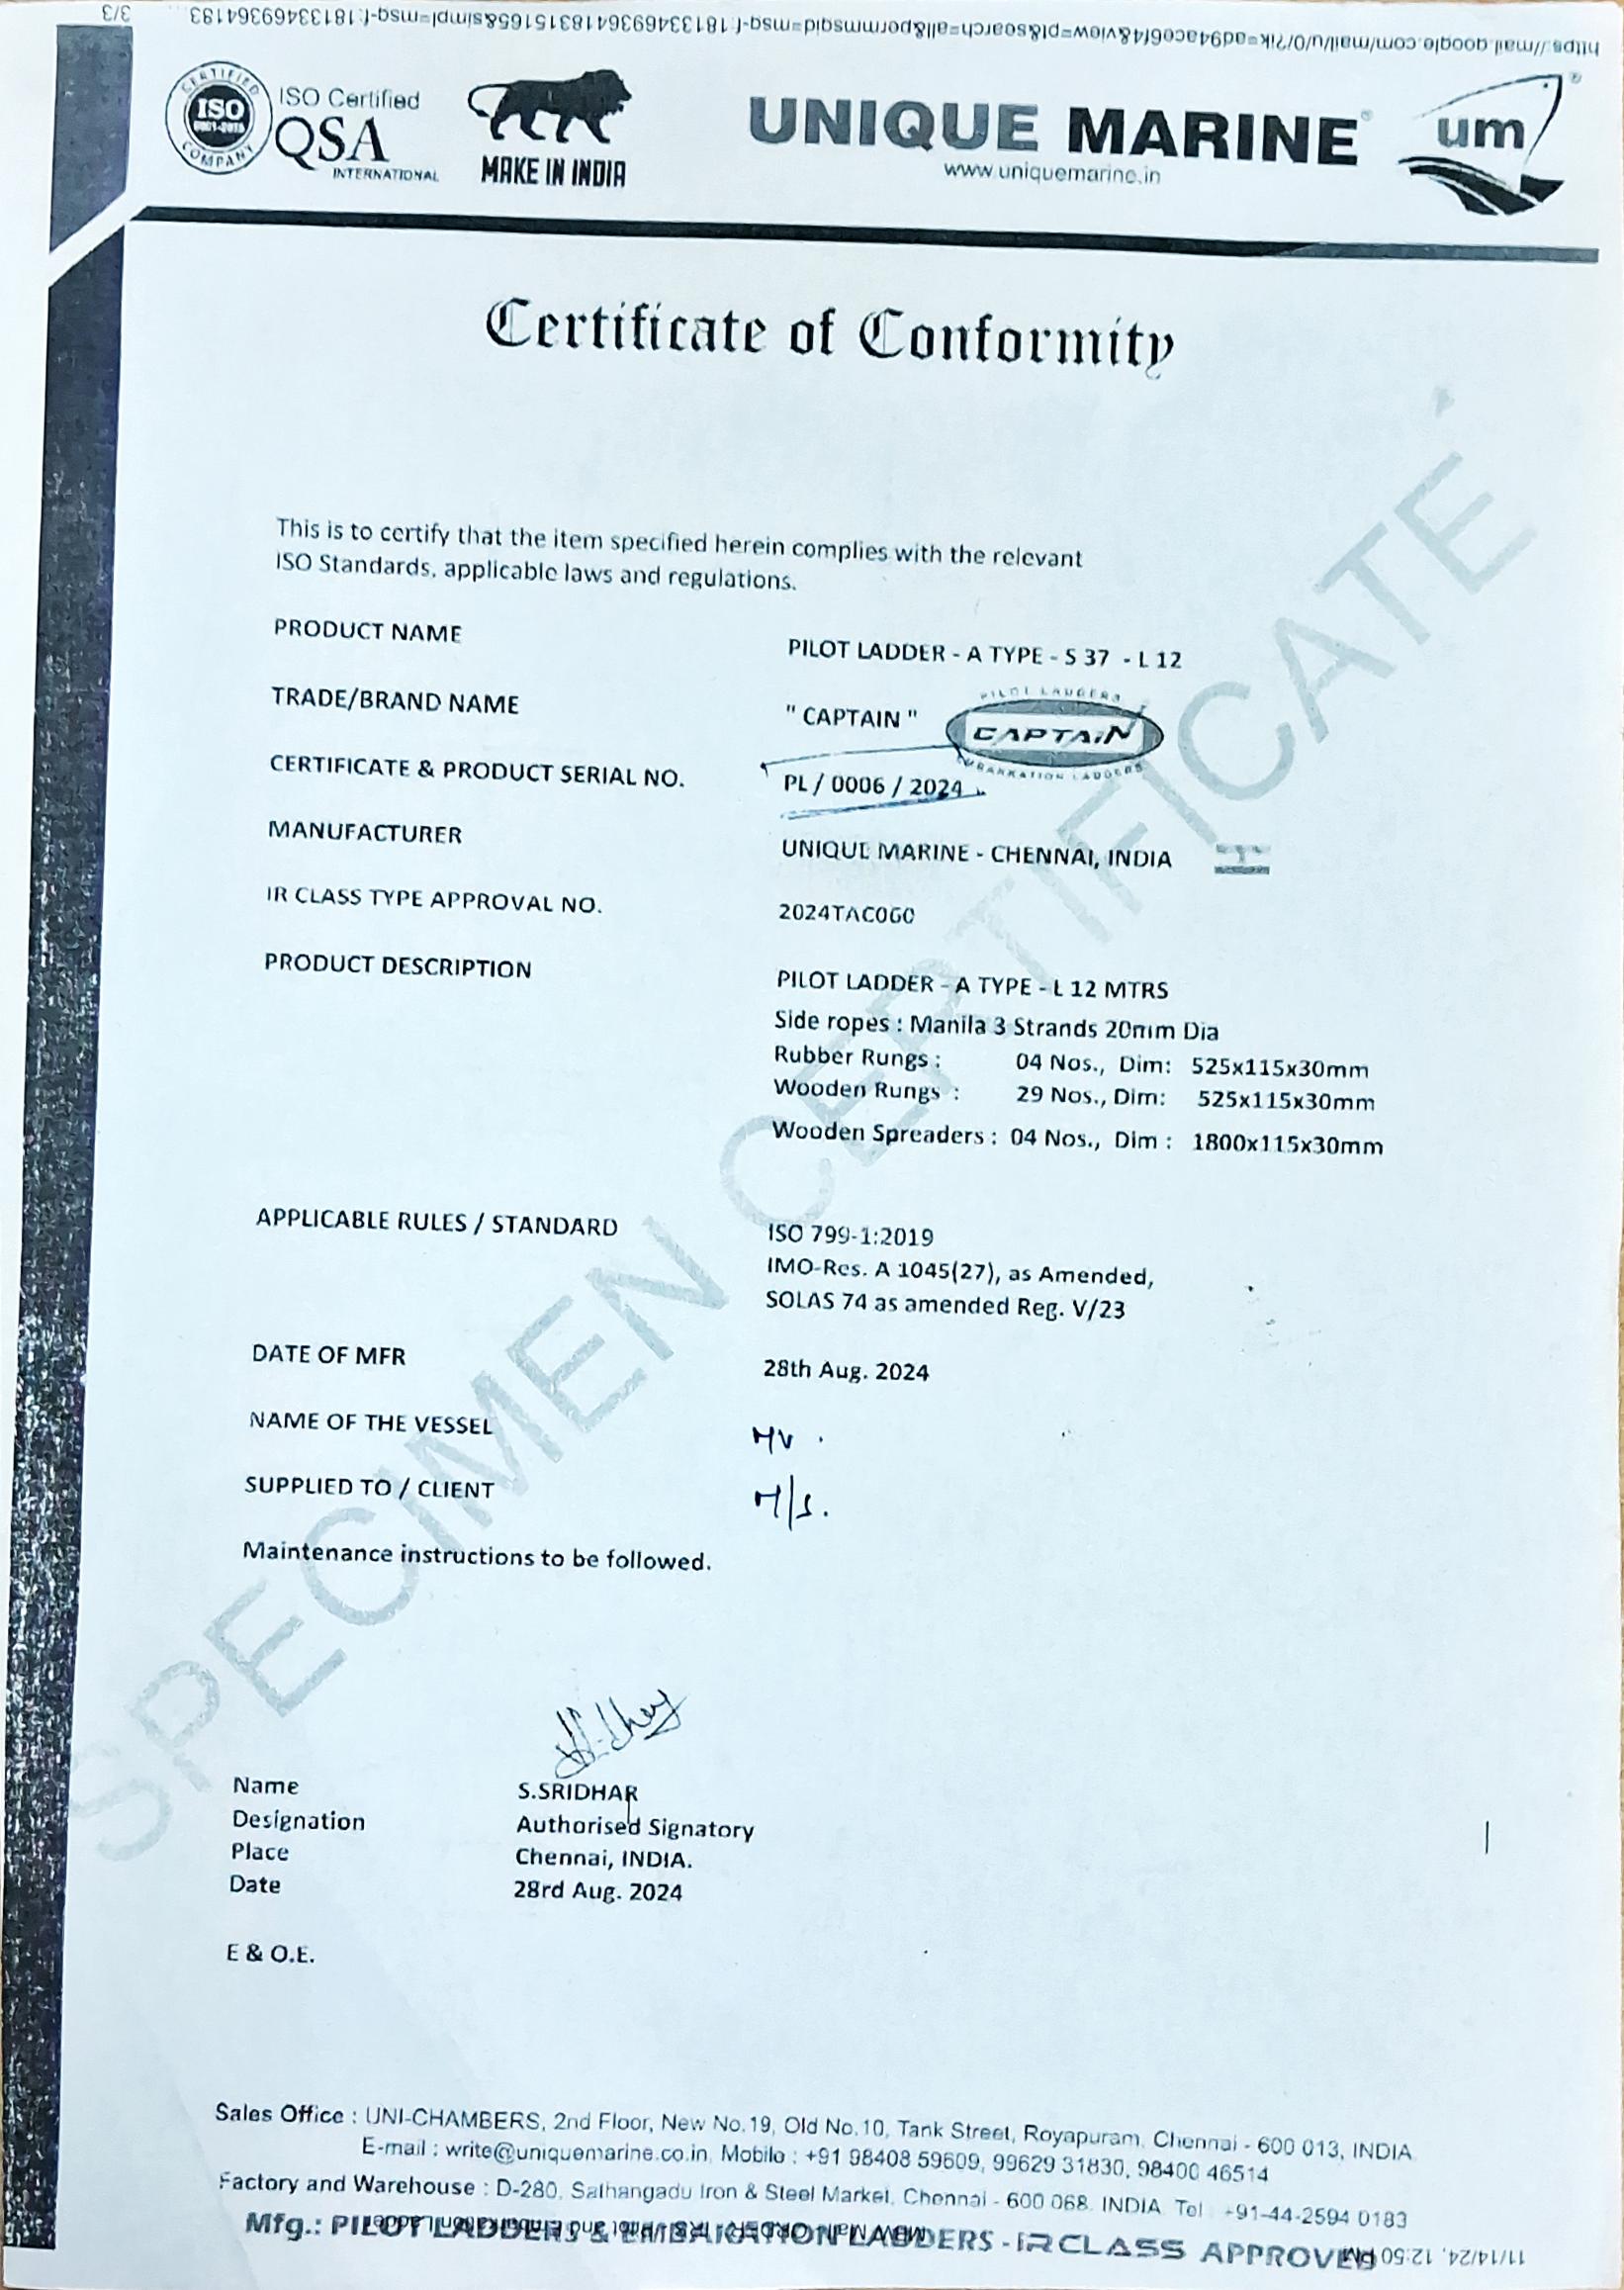 https://mail.google.com/mail/u/0/?ik=ad94ace6f4&view=pt&search=all&permmsgid=msg-f:1813346936418315165&simpl=msg-f:18133469364183...
3/3
CERTIFIED
ISO
9001-2015
COMPANY
ISO Certified
QSA
INTERNATIONAL
MAKE IN INDIA
UNIQUE MARINE®
www.uniquemarine.in
um
®
Certificate of Conformity
This is to certify that the item specified herein complies with the relevant
ISO Standards, applicable laws and regulations.
PRODUCT NAME PILOT LADDER - A TYPE - S 37 - L 12
TRADE/BRAND NAME " CAPTAIN "
PILOT LADDERS
CAPTAIN
EMBARKATION LADDERS
CERTIFICATE & PRODUCT SERIAL NO. PL / 0006 / 2024
MANUFACTURER UNIQUE MARINE - CHENNAI, INDIA
IR CLASS TYPE APPROVAL NO. 2024TAC060
PRODUCT DESCRIPTION PILOT LADDER - A TYPE - L 12 MTRS
Side ropes : Manila 3 Strands 20mm Dia
Rubber Rungs : 04 Nos., Dim: 525x115x30mm
Wooden Rungs : 29 Nos., Dim: 525x115x30mm
Wooden Spreaders : 04 Nos., Dim : 1800x115x30mm
APPLICABLE RULES / STANDARD ISO 799-1:2019
IMO-Res. A 1045(27), as Amended,
SOLAS 74 as amended Reg. V/23
DATE OF MFR 28th Aug. 2024
NAME OF THE VESSEL MV .
SUPPLIED TO / CLIENT M/s.
Maintenance instructions to be followed.
Name S.SRIDHAR
Designation Authorised Signatory
Place Chennai, INDIA.
Date 28rd Aug. 2024
E & O.E.
SPECIMEN CERTIFICATE
Sales Office : UNI-CHAMBERS, 2nd Floor, New No.19, Old No.10, Tank Street, Royapuram, Chennai - 600 013, INDIA
E-mail : write@uniquemarine.co.in, Mobile : +91 98408 59609, 99629 31830, 98400 46514
Factory and Warehouse : D-280, Sathangadu Iron & Steel Market, Chennai - 600 068. INDIA Tel : +91-44-2594 0183
Mfg.: PILOT LADDERS & EMBARKATION LADDERS - IRCLASS APPROVED
11/14/24, 12:50 PM